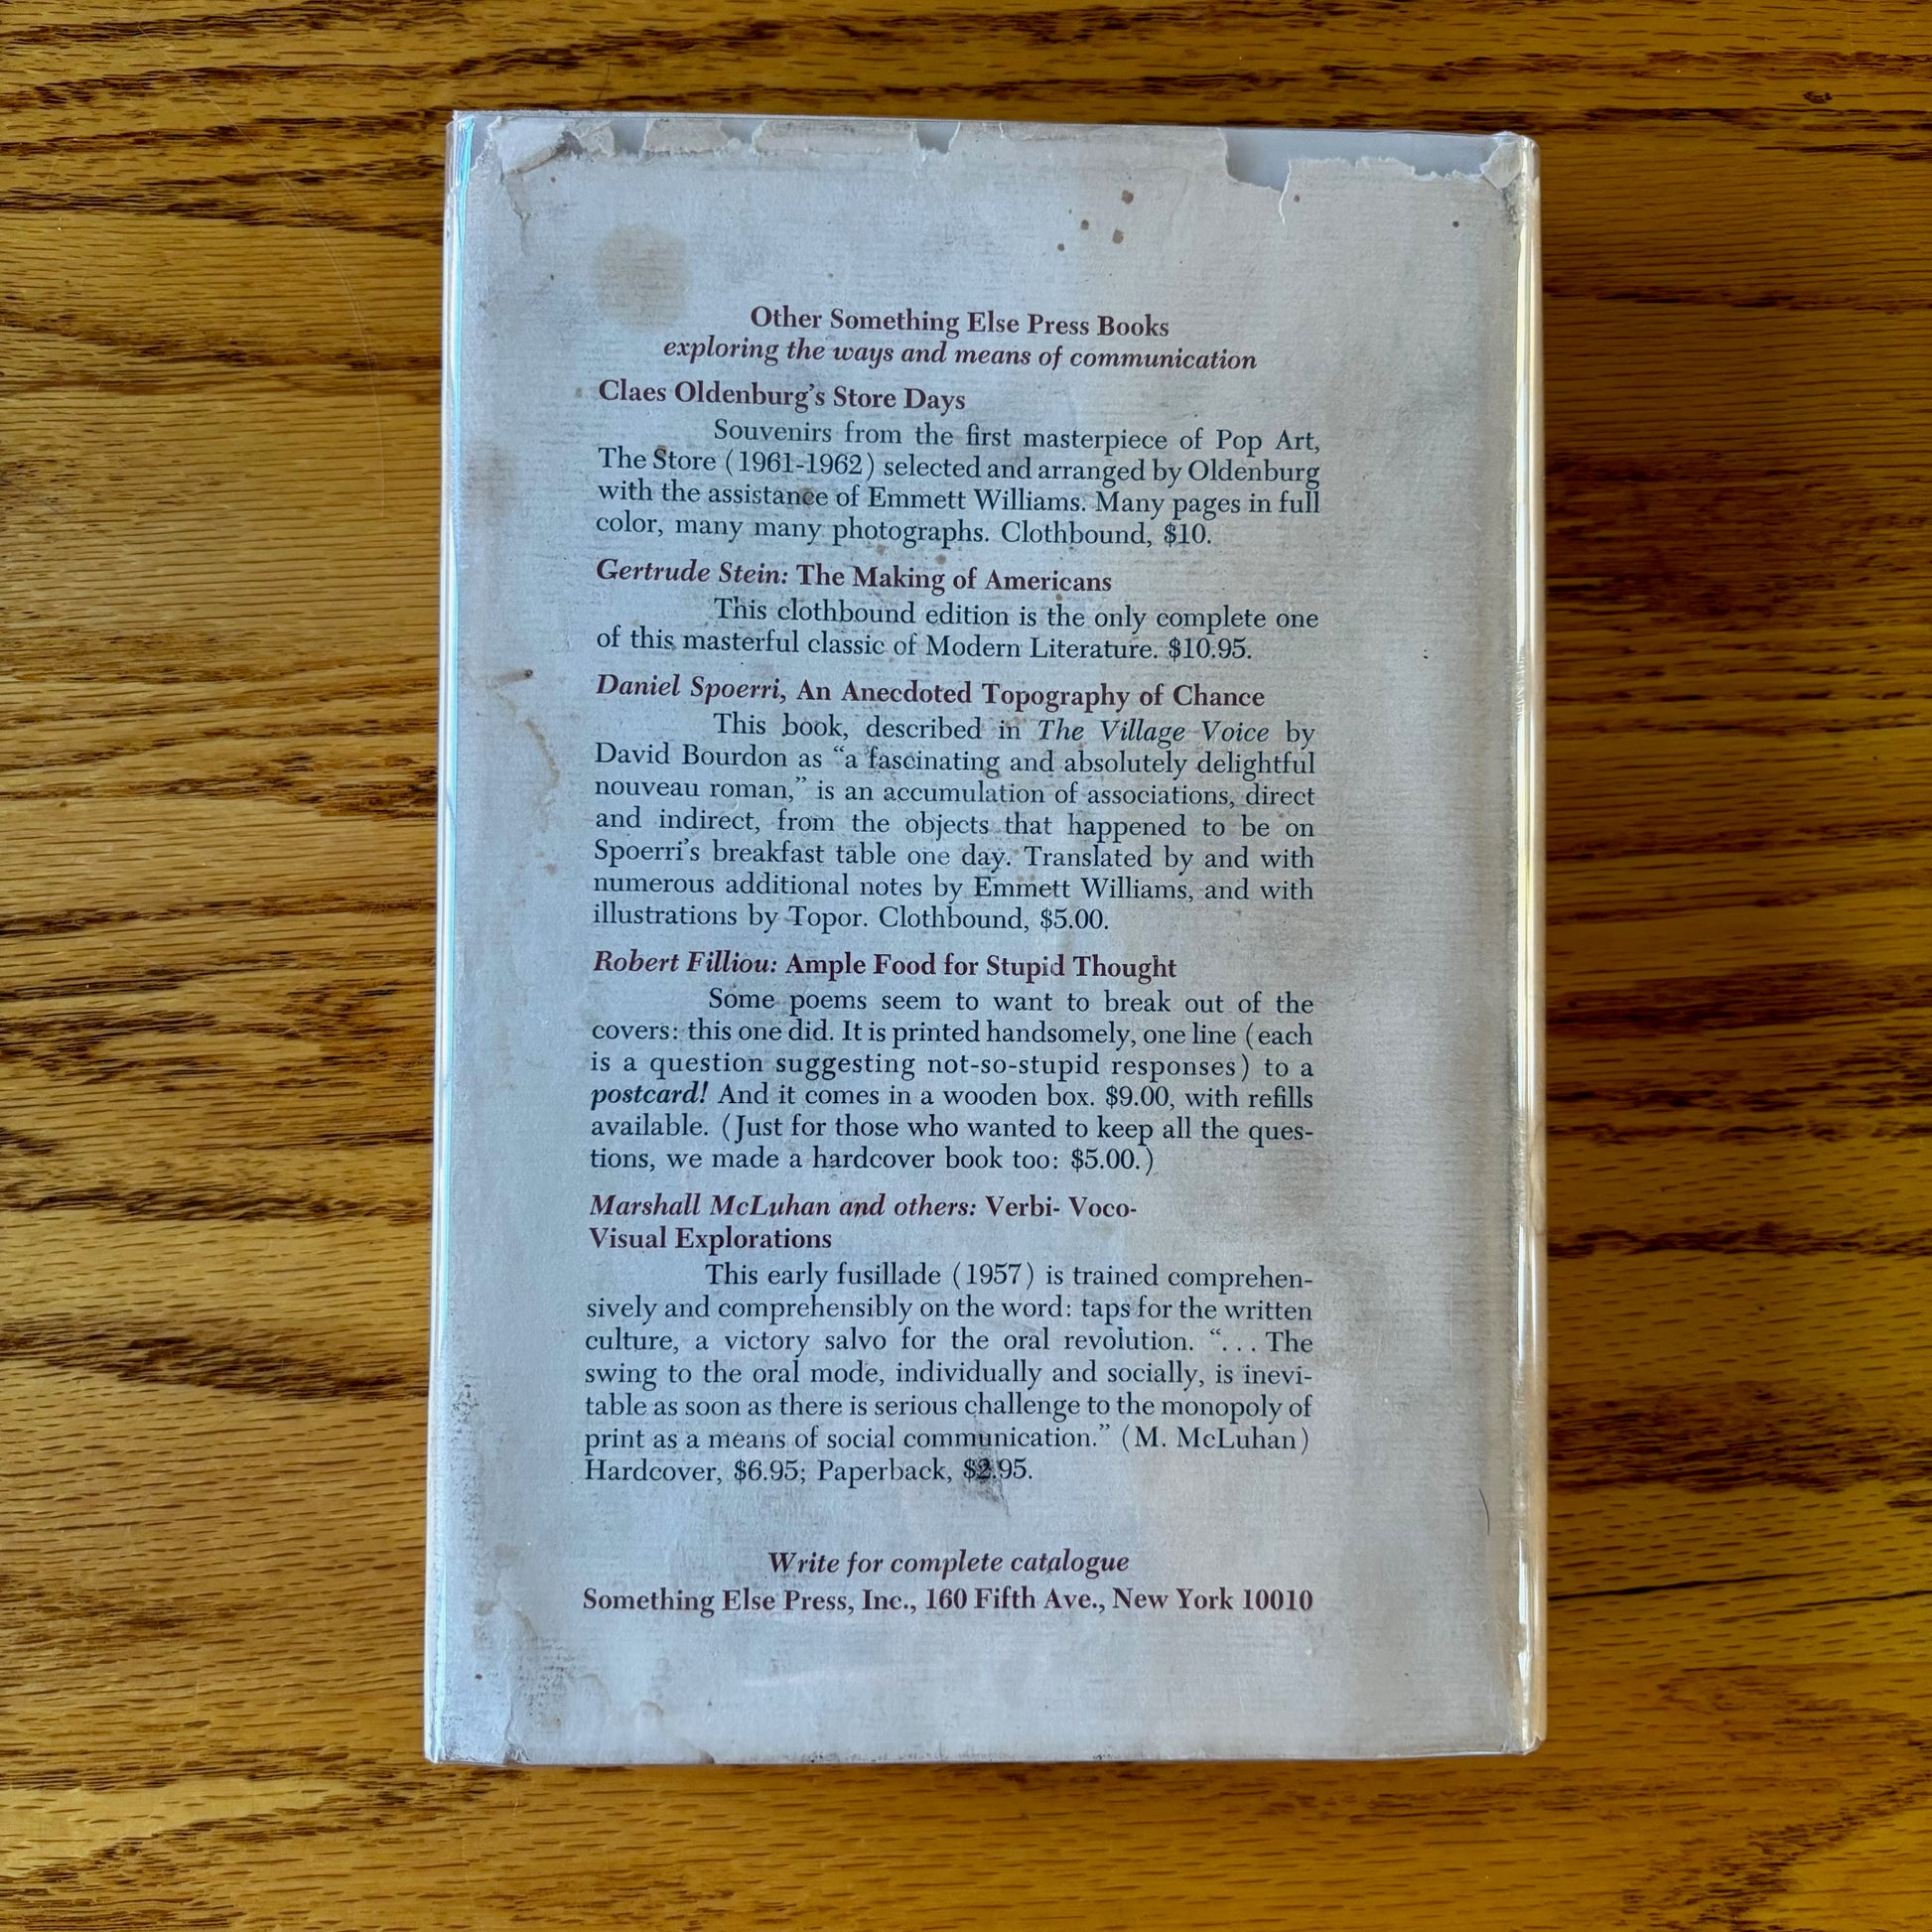 Other Something Else Press Books
exploring the ways and means of communication
Claes Oldenburg's Store Days
Souvenirs from the first masterpiece of Pop Art,
The Store (1961-1962) selected and arranged by Oldenburg
with the assistance of Emmett Williams. Many pages in full
color, many many photographs. Clothbound, $10.
Gertrude Stein: The Making of Americans
This clothbound edition is the only complete one
of this masterful classic of Modern Literature. $10.95.
Daniel Spoerri, An Anecdoted Topography of Chance
This book, described in The Village Voice by
David Bourdon as “a fascinating and absolutely delightful
nouveau roman,” is an accumulation of associations, direct
and indirect, from the objects that happened to be on
Spoerri's breakfast table one day. Translated by and with
numerous additional notes by Emmett Williams, and with
illustrations by Topor. Clothbound, $5.00.
Robert Filliou: Ample Food for Stupid Thought
Some poems seem to want to break out of the
covers: this one did. It is printed handsomely, one line (each
is a question suggesting not-so-stupid responses) to a
postcard! And it comes in a wooden box. $9.00, with refills
available. (Just for those who wanted to keep all the ques-
tions, we made a hardcover book too: $5.00.)
Marshall McLuhan and others: Verbi- Voco-
Visual Explorations
This early fusillade (1957) is trained comprehen-
sively and comprehensibly on the word: taps for the written
culture, a victory salvo for the oral revolution. “... The
swing to the oral mode, individually and socially, is inevi-
table as soon as there is serious challenge to the monopoly of
print as a means of social communication.” (M. McLuhan)
Hardcover, $6.95; Paperback, $2.95.
Write for complete catalogue
Something Else Press, Inc., 160 Fifth Ave., New York 10010